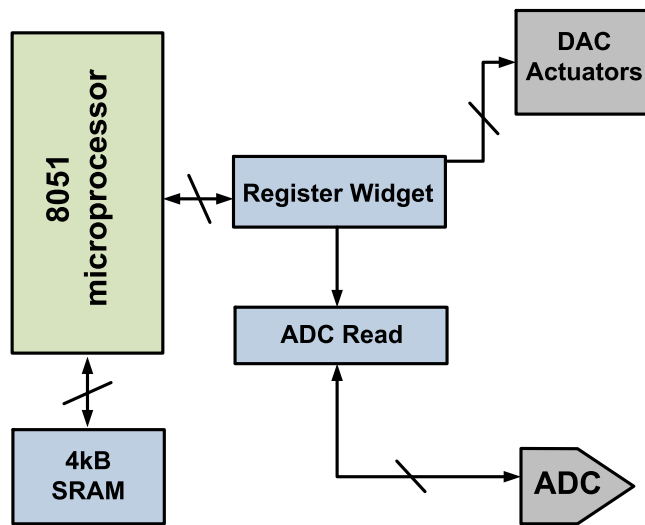 8051
microprocessor
DAC
Actuators
Register Widget
ADC Read
4kB
SRAM
ADC